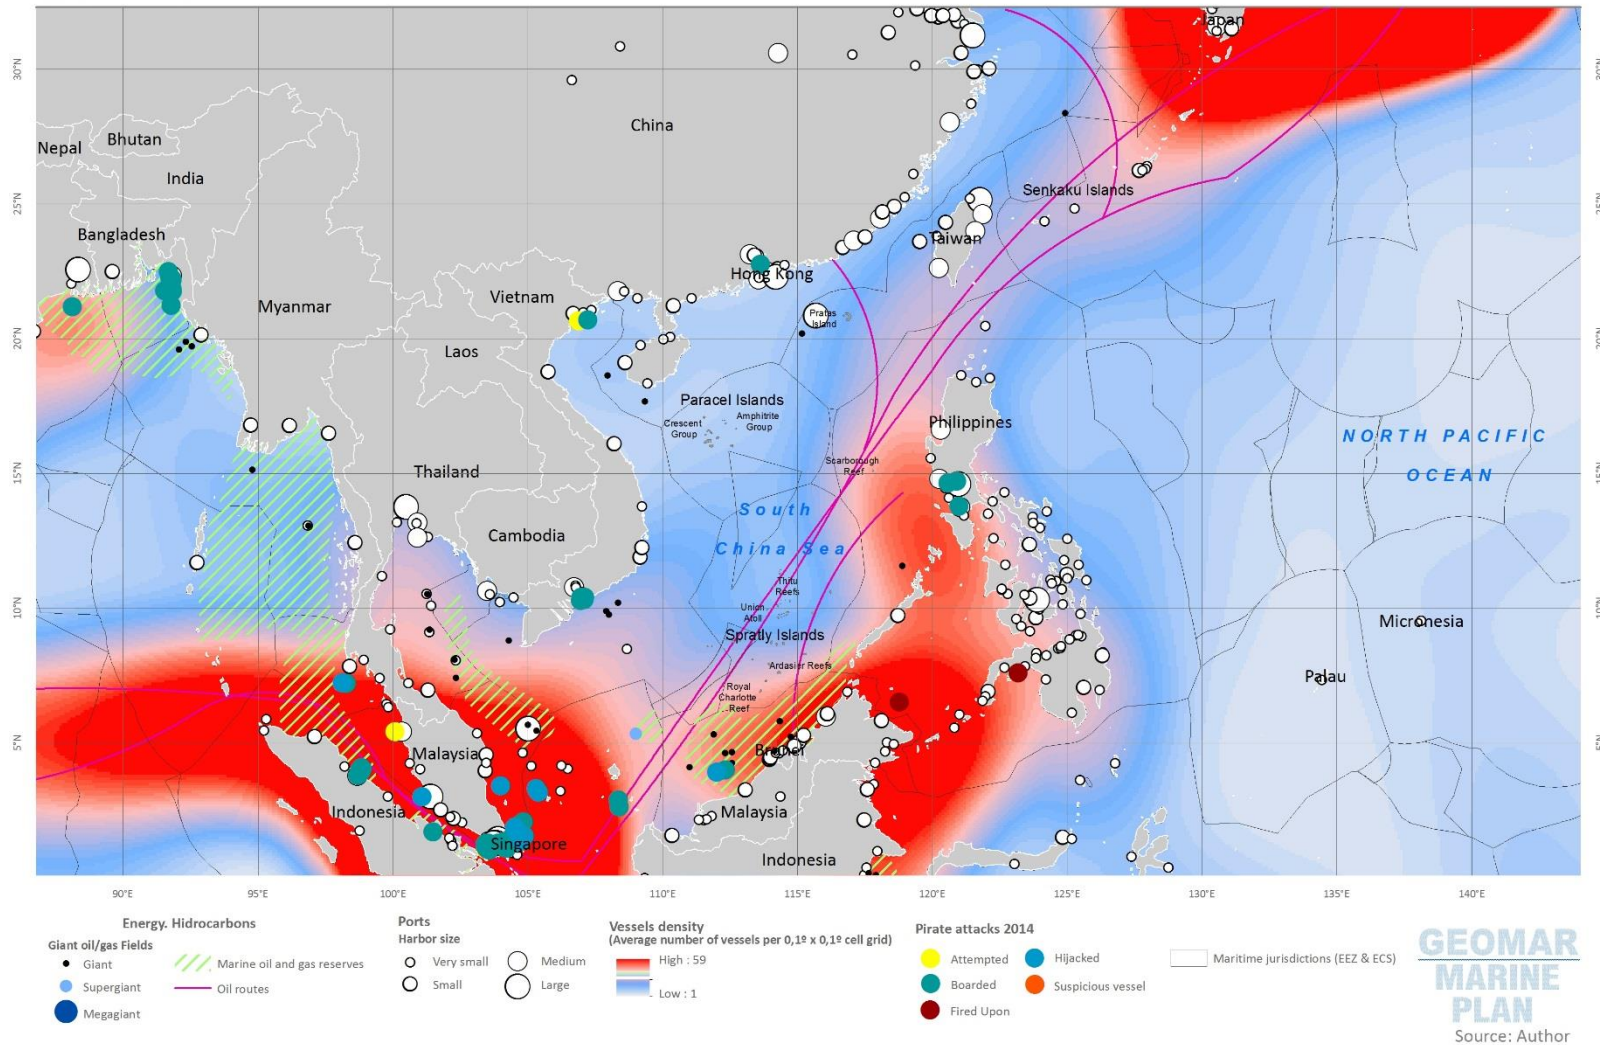 Japan
30°N
30°N
China
Nepal
Bhutan
India
25°N
25°N
Senkaku Islands
Bangladesh
Taiwan
Hong Kong
Vietnam
Myanmar
Pratas
Island
20°N
20°N
Laos
Paracel Islands
Crescent
Group
Amphitrite
Group
Philippines
NORTH PACIFIC
OCEAN
Thailand
Scarborough
Reef
15°N
15°N
South
China Sea
Cambodia
Thitu
Reefs
10°N
10°N
Union
Atoll
Micronesia
Spratly Islands
Ardasier Reefs
Palau
Royal
Charlotte
Reef
5°N
5°N
Malaysia
Brunei
Indonesia
Malaysia
Singapore
Indonesia
90°E
95°E
100°E
105°E
110°E
115°E
120°E
125°E
130°E
135°E
140°E
Energy. Hidrocarbons
Giant oil/gas Fields
Giant
Supergiant
Megagiant
Marine oil and gas reserves
Oil routes
Ports
Harbor size
Very small
Small
Medium
Large
Vessels density
(Average number of vessels per 0,1º x 0,1º cell grid)
High : 59
Low : 1
Pirate attacks 2014
Attempted
Boarded
Fired Upon
Hijacked
Suspicious vessel
Maritime jurisdictions (EEZ & ECS)
GEOMAR
MARINE
PLAN
Source: Author